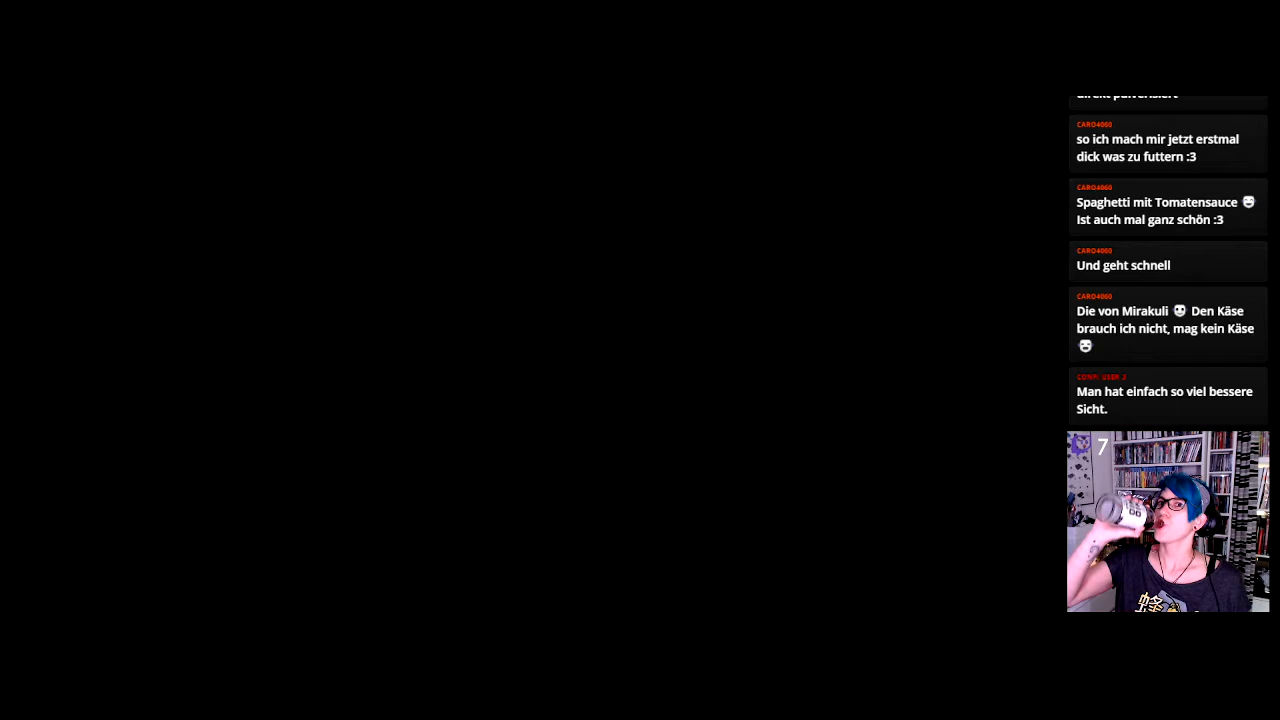 CARO4060
so ich mach mir jetzt erstmal
dick was zu futtern :3
CARO4060
Spaghetti mit Tomatensauce
Ist auch mal ganz schön :3
CARO4060
Und geht schnell
CARO4060
Die von Mirakuli Den Käse
brauch ich nicht, mag kein Käse
Man hat einfach so viel bessere
Sicht.
7